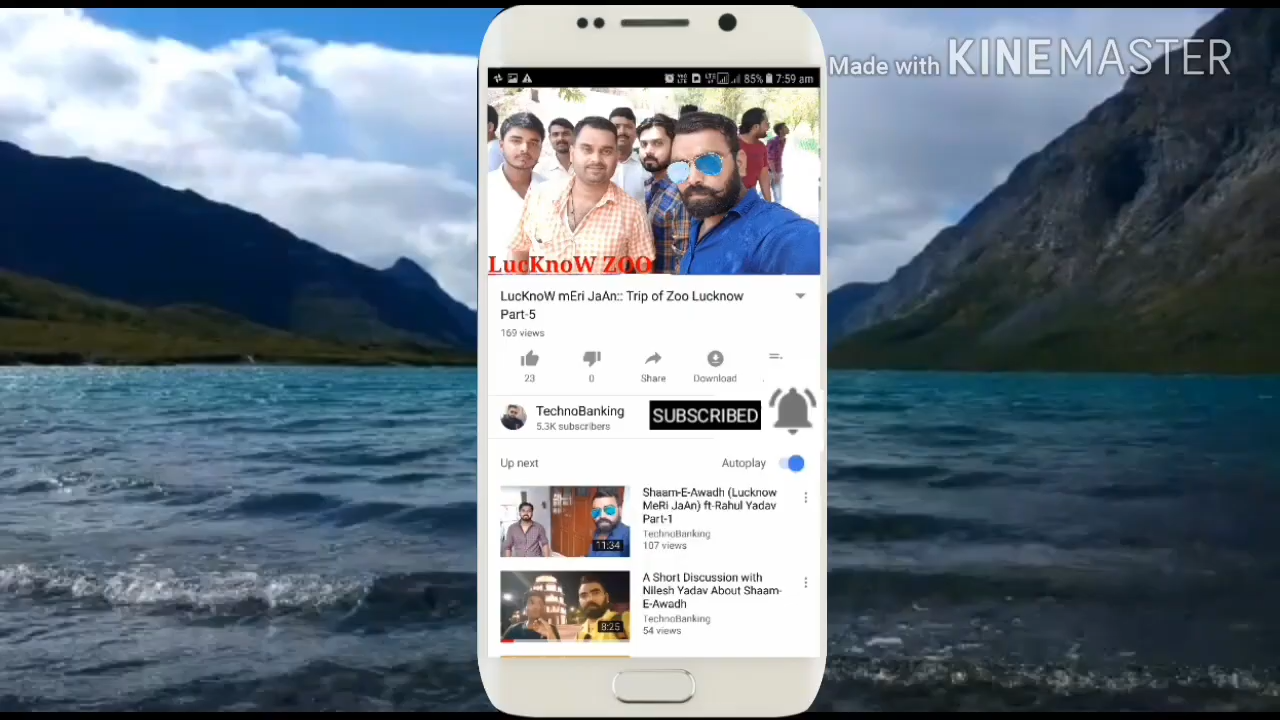 Made with KINEMASTER
85% 7:59 am
LucKnoW ZOO
LucKnoW mEri JaAn:: Trip of Zoo Lucknow
Part-5
169 views
23
0
Share
Download
TechnoBanking
5.3K subscribers
SUBSCRIBED
Up next
Autoplay
Shaam-E-Awadh (Lucknow
MeRi JaAn) ft-Rahul Yadav
Part-1
TechnoBanking
107 views
11:34
A Short Discussion with
Nilesh Yadav About Shaam-
E-Awadh
TechnoBanking
54 views
8:25